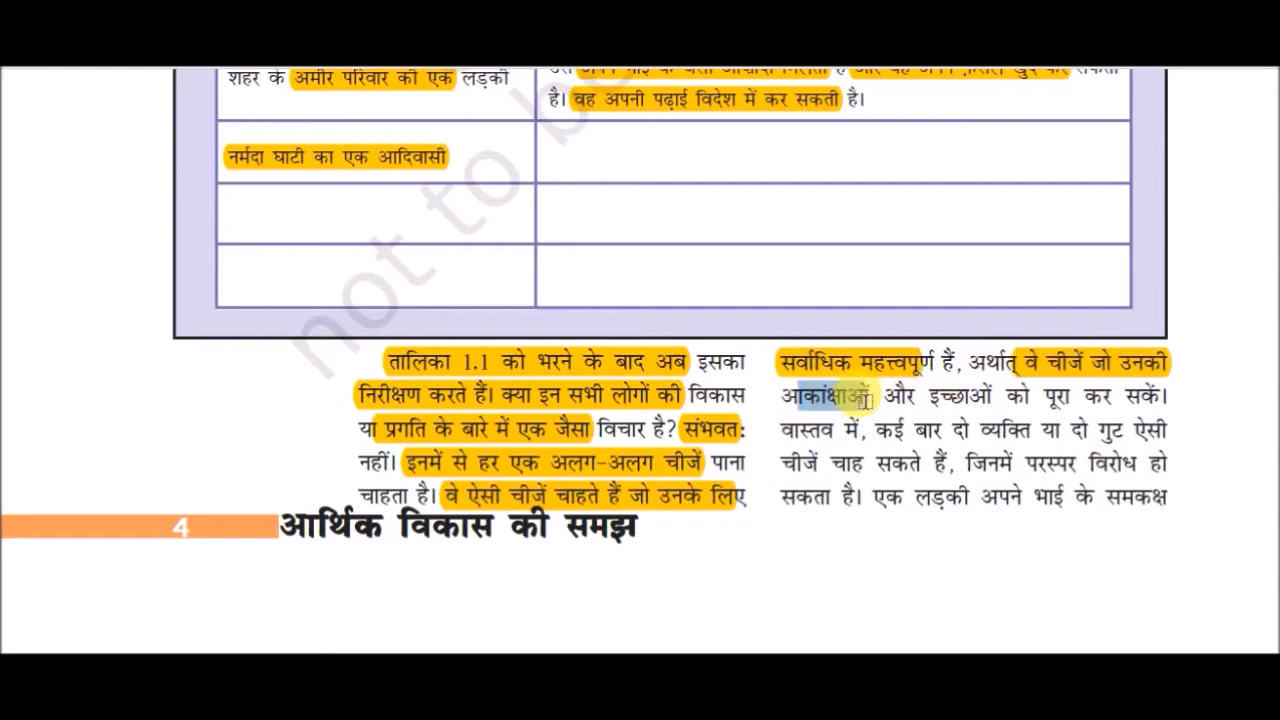 शहर के अमीर परिवार की एक लड़की
है। वह अपनी पढ़ाई विदेश में कर सकती है।
नर्मदा घाटी का एक आदिवासी
not to be
तालिका 1.1 को भरने के बाद अब इसका
निरीक्षण करते हैं। क्या इन सभी लोगों की विकास
या प्रगति के बारे में एक जैसा विचार है? संभवत:
नहीं। इनमें से हर एक अलग-अलग चीजें पाना
चाहता है। वे ऐसी चीजें चाहते हैं जो उनके लिए
सर्वाधिक महत्त्वपूर्ण हैं, अर्थात् वे चीजें जो उनकी
आकांक्षाओं और इच्छाओं को पूरा कर सकें।
वास्तव में, कई बार दो व्यक्ति या दो गुट ऐसी
चीजें चाह सकते हैं, जिनमें परस्पर विरोध हो
सकता है। एक लड़की अपने भाई के समकक्ष
4 आर्थिक विकास की समझ